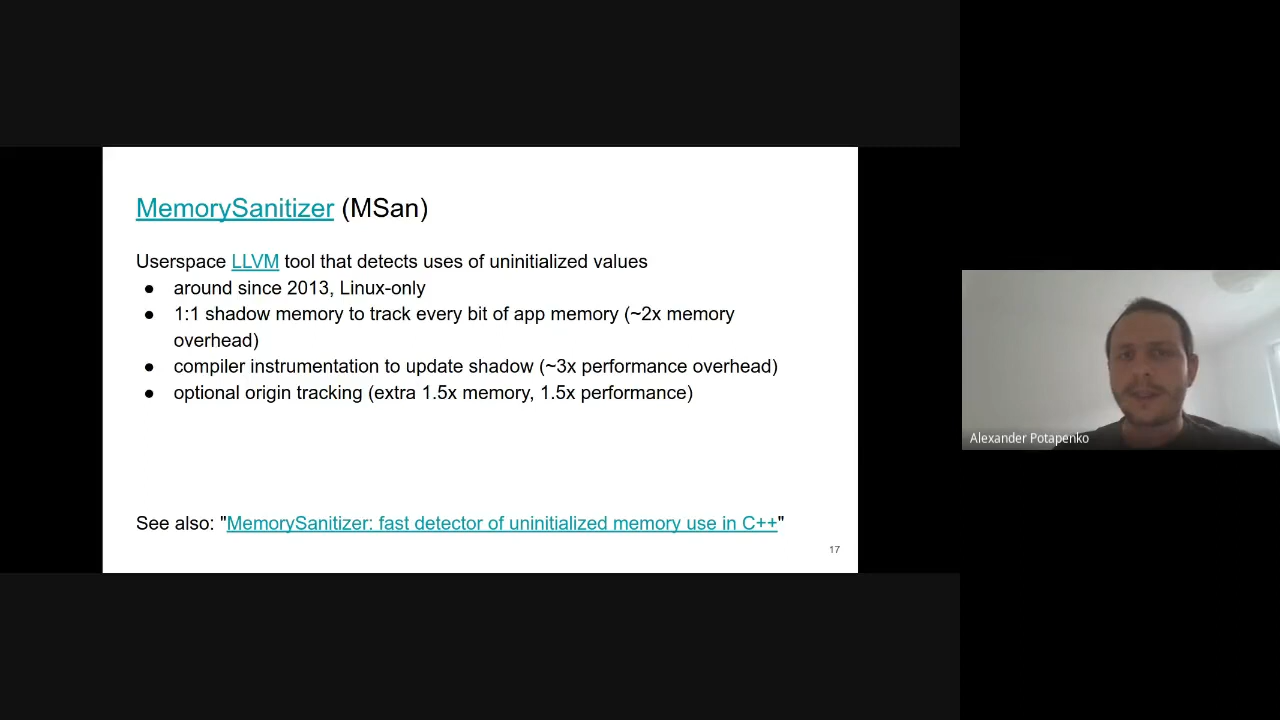 MemorySanitizer (MSan)
Userspace LLVM tool that detects uses of uninitialized values
● around since 2013, Linux-only
● 1:1 shadow memory to track every bit of app memory (~2x memory
overhead)
● compiler instrumentation to update shadow (~3x performance overhead)
● optional origin tracking (extra 1.5x memory, 1.5x performance)
See also: "MemorySanitizer: fast detector of uninitialized memory use in C++"
17
Alexander Potapenko